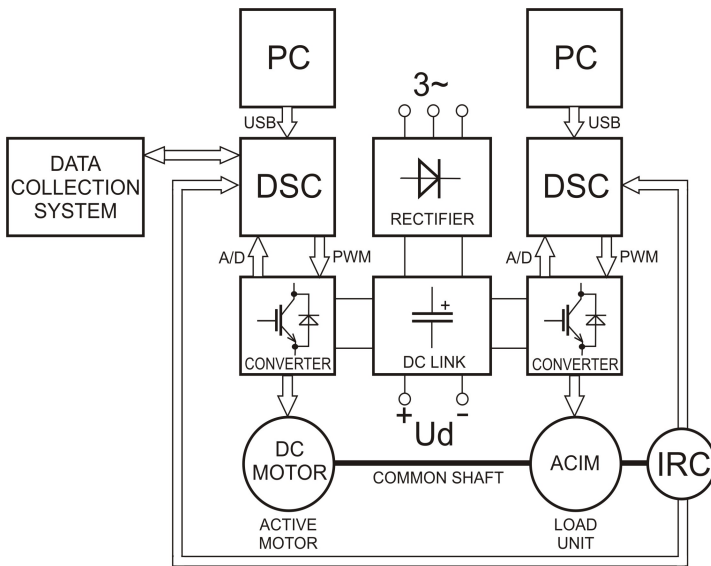 PC
PC
3~
USB
USB
DATA
COLLECTION
SYSTEM
DSC
RECTIFIER
DSC
A/D
PWM
A/D
PWM
+
CONVERTER
DC LINK
CONVERTER
+ Ud -
DC
MOTOR
COMMON SHAFT
ACIM
IRC
ACTIVE
MOTOR
LOAD
UNIT